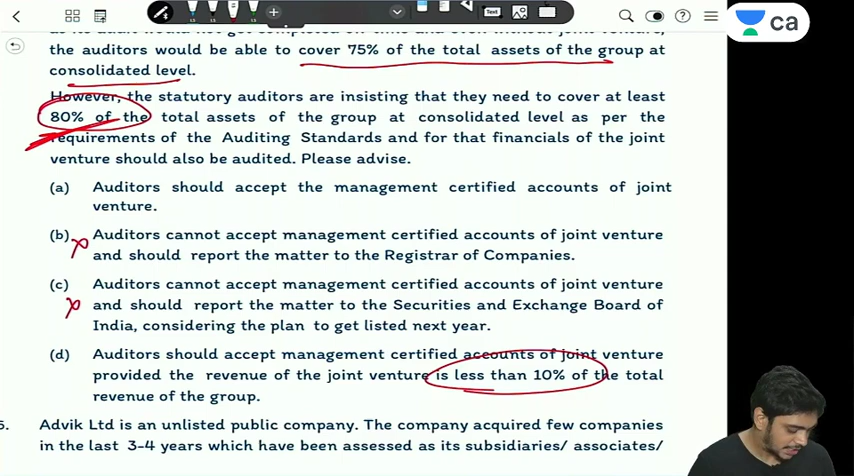 Text
ca
the auditors would be able to cover 75% of the total assets of the group at
consolidated level.
However, the statutory auditors are insisting that they need to cover at least
80% of the total assets of the group at consolidated level as per the
requirements of the Auditing Standards and for that financials of the joint
venture should also be audited. Please advise.
(a) Auditors should accept the management certified accounts of joint
venture.
(b) Auditors cannot accept management certified accounts of joint venture
and should report the matter to the Registrar of Companies.
(c) Auditors cannot accept management certified accounts of joint venture
and should report the matter to the Securities and Exchange Board of
India, considering the plan to get listed next year.
(d) Auditors should accept management certified accounts of joint venture
provided the revenue of the joint venture is less than 10% of the total
revenue of the group.
Advik Ltd is an unlisted public company. The company acquired few companies
in the last 3-4 years which have been assessed as its subsidiaries/ associates/